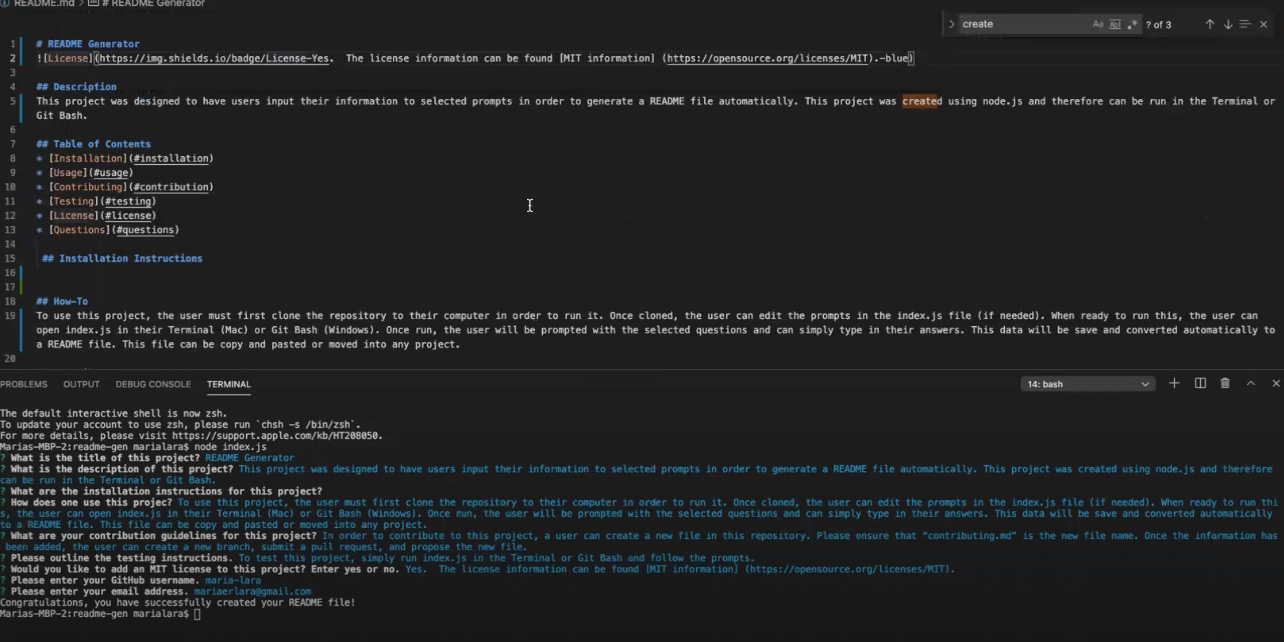 README.md > # README Generator
create Aa Abl .* ? of 3
1 # README Generator
2 ![License](https://img.shields.io/badge/License-Yes.  The license information can be found [MIT information] (https://opensource.org/licenses/MIT).-blue)
3
4 ## Description
5 This project was designed to have users input their information to selected prompts in order to generate a README file automatically. This project was created using node.js and therefore can be run in the Terminal or
Git Bash.
6
7 ## Table of Contents
8 * [Installation](#installation)
9 * [Usage](#usage)
10 * [Contributing](#contribution)
11 * [Testing](#testing)
12 * [License](#license)
13 * [Questions](#questions)
14
15 ## Installation Instructions
16
17
18 ## How-To
19 To use this project, the user must first clone the repository to their computer in order to run it. Once cloned, the user can edit the prompts in the index.js file (if needed). When ready to run this, the user can
open index.js in their Terminal (Mac) or Git Bash (Windows). Once run, the user will be prompted with the selected questions and can simply type in their answers. This data will be save and converted automatically to
a README file. This file can be copy and pasted or moved into any project.
20
PROBLEMS OUTPUT DEBUG CONSOLE TERMINAL 14: bash
The default interactive shell is now zsh.
To update your account to use zsh, please run `chsh -s /bin/zsh`.
For more details, please visit https://support.apple.com/kb/HT208050.
Marias-MBP-2:readme-gen marialara$ node index.js
? What is the title of this project? README Generator
? What is the description of this project? This project was designed to have users input their information to selected prompts in order to generate a README file automatically. This project was created using node.js and therefore
can be run in the Terminal or Git Bash.
? What are the installation instructions for this project?
? How does one use this projec? To use this project, the user must first clone the repository to their computer in order to run it. Once cloned, the user can edit the prompts in the index.js file (if needed). When ready to run thi
s, the user can open index.js in their Terminal (Mac) or Git Bash (Windows). Once run, the user will be prompted with the selected questions and can simply type in their answers. This data will be save and converted automatically
to a README file. This file can be copy and pasted or moved into any project.
? What are your contribution guidelines for this project? In order to contribute to this project, a user can create a new file in this repository. Please ensure that "contributing.md" is the new file name. Once the information has
been added, the user can create a new branch, submit a pull request, and propose the new file.
? Please outline the testing instructions. To test this project, simply run index.js in the Terminal or Git Bash and follow the prompts.
? Would you like to add an MIT license to this project? Enter yes or no. Yes.  The license information can be found [MIT information] (https://opensource.org/licenses/MIT).
? Please enter your GitHub username. maria-lara
? Please enter your email address. mariaerlara@gmail.com
Congratulations, you have successfully created your README file!
Marias-MBP-2:readme-gen marialara$